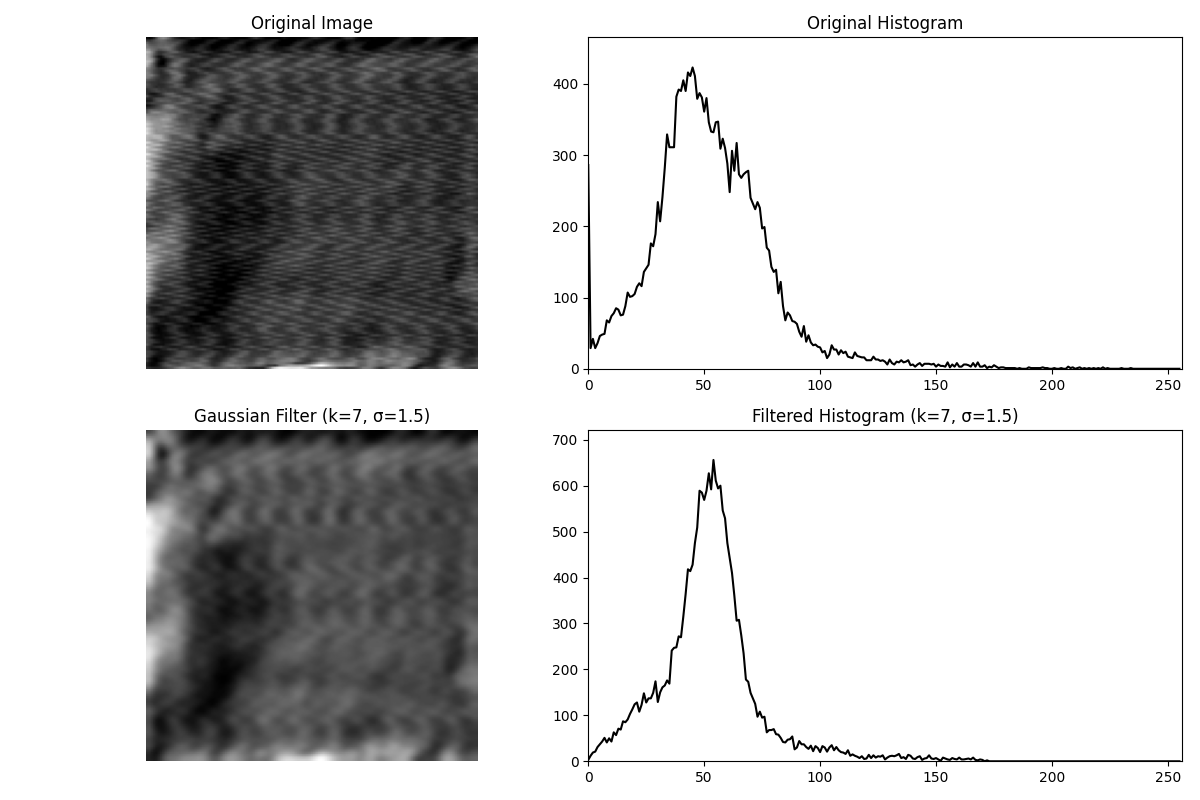 Original Image
Original Histogram
400
300
200
100
0
0 50 100 150 200 250
Gaussian Filter (k=7, σ=1.5)
Filtered Histogram (k=7, σ=1.5)
700
600
500
400
300
200
100
0
0 50 100 150 200 250